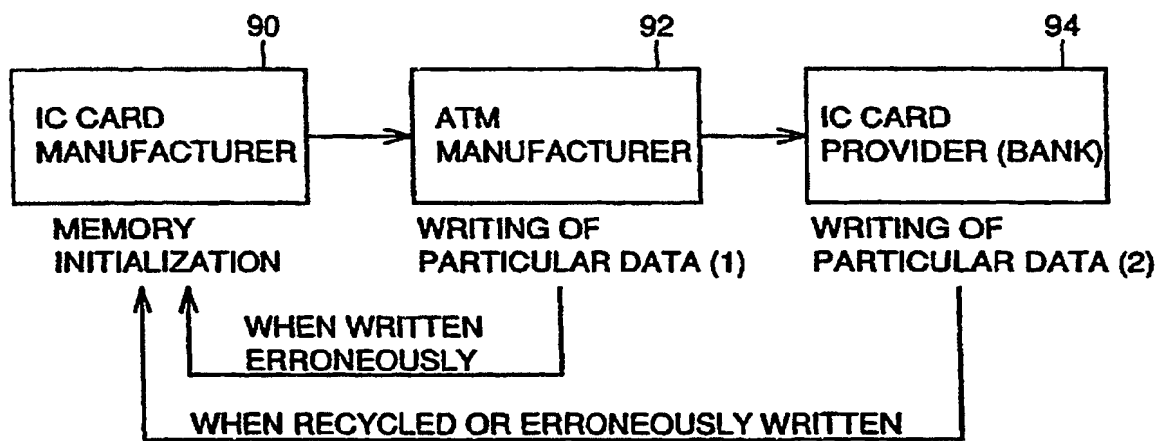 90
92
94
IC CARD
MANUFACTURER
ATM
MANUFACTURER
IC CARD
PROVIDER (BANK)
MEMORY
INITIALIZATION
WRITING OF
PARTICULAR DATA (1)
WRITING OF
PARTICULAR DATA (2)
WHEN WRITTEN
ERRONEOUSLY
WHEN RECYCLED OR ERRONEOUSLY WRITTEN